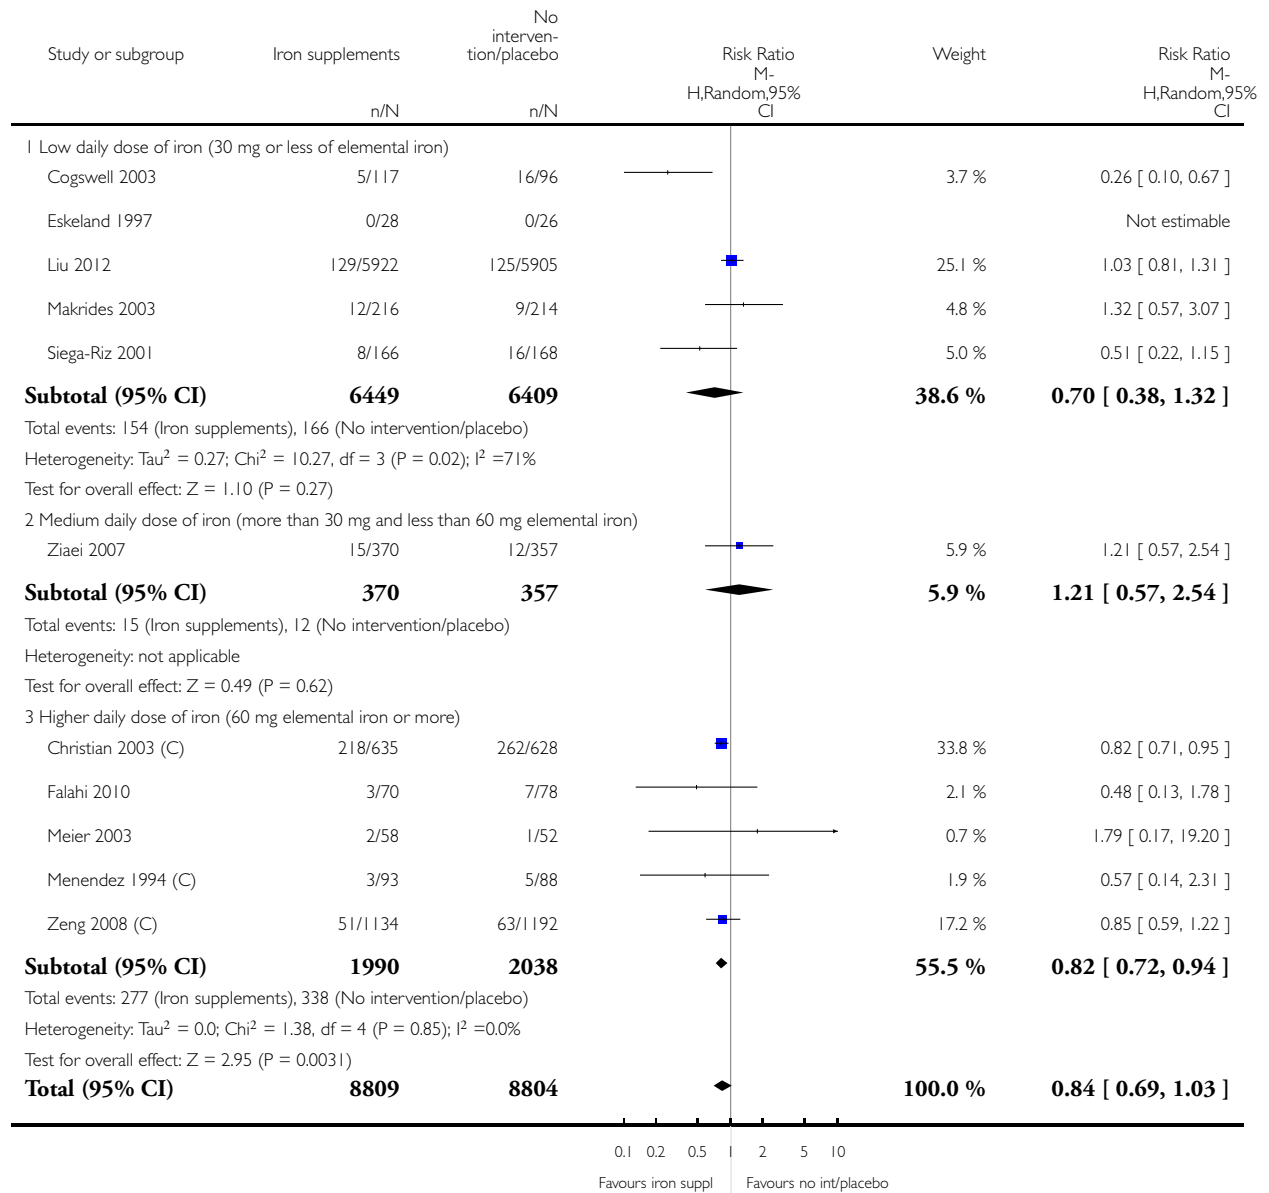 No
interven-
Study or subgroup Iron supplements tion/placebo Risk Ratio Weight Risk Ratio
M- M-
H,Random,95% H,Random,95%
n/N n/N CI CI
1 Low daily dose of iron (30 mg or less of elemental iron)
Cogswell 2003 5/117 16/96 3.7 % 0.26 [ 0.10, 0.67 ]
Eskeland 1997 0/28 0/26 Not estimable
Liu 2012 129/5922 125/5905 25.1 % 1.03 [ 0.81, 1.31 ]
Makrides 2003 12/216 9/214 4.8 % 1.32 [ 0.57, 3.07 ]
Siega-Riz 2001 8/166 16/168 5.0 % 0.51 [ 0.22, 1.15 ]
Subtotal (95% CI) 6449 6409 38.6 % 0.70 [ 0.38, 1.32 ]
Total events: 154 (Iron supplements), 166 (No intervention/placebo)
Heterogeneity: Tau² = 0.27; Chi² = 10.27, df = 3 (P = 0.02); I² =71%
Test for overall effect: Z = 1.10 (P = 0.27)
2 Medium daily dose of iron (more than 30 mg and less than 60 mg elemental iron)
Ziaei 2007 15/370 12/357 5.9 % 1.21 [ 0.57, 2.54 ]
Subtotal (95% CI) 370 357 5.9 % 1.21 [ 0.57, 2.54 ]
Total events: 15 (Iron supplements), 12 (No intervention/placebo)
Heterogeneity: not applicable
Test for overall effect: Z = 0.49 (P = 0.62)
3 Higher daily dose of iron (60 mg elemental iron or more)
Christian 2003 (C) 218/635 262/628 33.8 % 0.82 [ 0.71, 0.95 ]
Falahi 2010 3/70 7/78 2.1 % 0.48 [ 0.13, 1.78 ]
Meier 2003 2/58 1/52 0.7 % 1.79 [ 0.17, 19.20 ]
Menendez 1994 (C) 3/93 5/88 1.9 % 0.57 [ 0.14, 2.31 ]
Zeng 2008 (C) 51/1134 63/1192 17.2 % 0.85 [ 0.59, 1.22 ]
Subtotal (95% CI) 1990 2038 55.5 % 0.82 [ 0.72, 0.94 ]
Total events: 277 (Iron supplements), 338 (No intervention/placebo)
Heterogeneity: Tau² = 0.0; Chi² = 1.38, df = 4 (P = 0.85); I² =0.0%
Test for overall effect: Z = 2.95 (P = 0.0031)
Total (95% CI) 8809 8804 100.0 % 0.84 [ 0.69, 1.03 ]
0.1 0.2 0.5 1 2 5 10
Favours iron suppl Favours no int/placebo